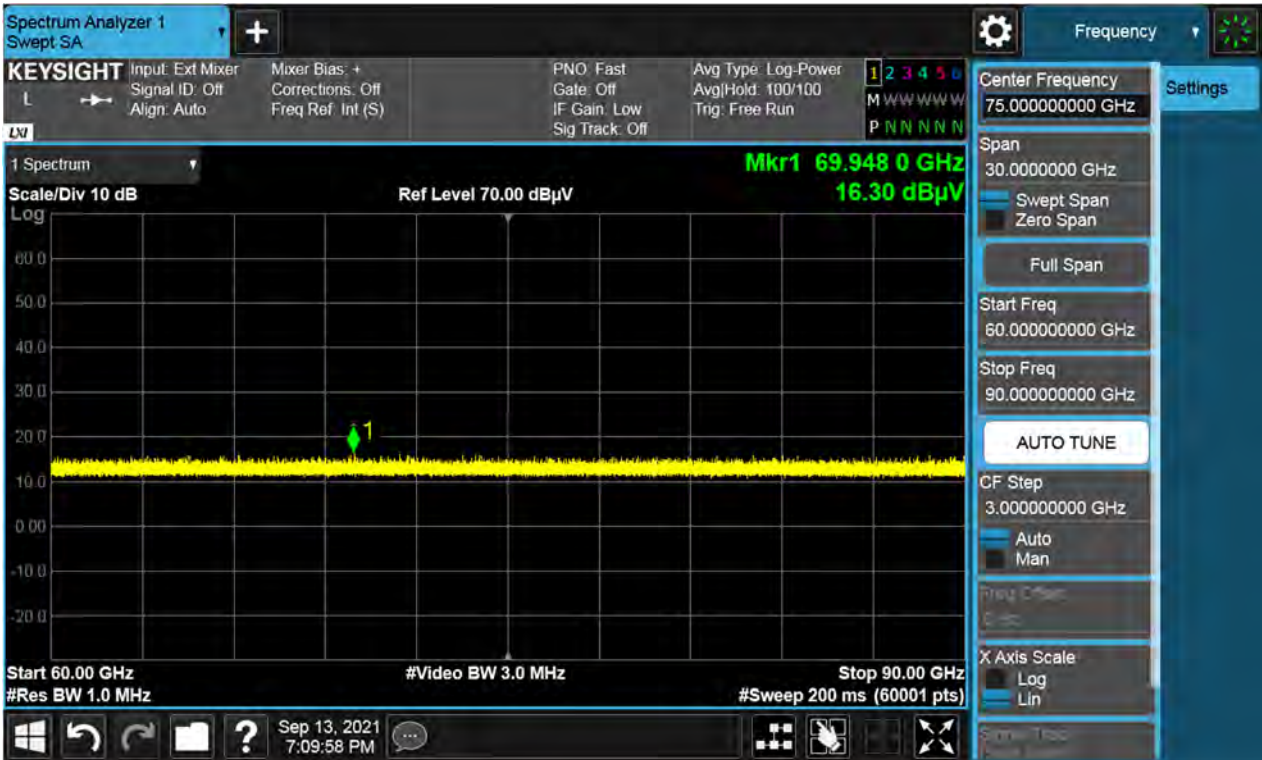 Spectrum Analyzer 1
Swept SA
+
Frequency
KEYSIGHT
L
LXI
Input: Ext Mixer
Signal ID: Off
Align: Auto
Mixer Bias: +
Corrections: Off
Freq Ref: Int (S)
PNO: Fast
Gate: Off
IF Gain: Low
Sig Track: Off
Avg Type: Log-Power
Avg|Hold: 100/100
Trig: Free Run
1 2 3 4 5 6
M W W W W W
P N N N N N
Center Frequency
75.000000000 GHz
Settings
1 Spectrum
Mkr1 69.948 0 GHz
Scale/Div 10 dB
Ref Level 70.00 dBµV
16.30 dBµV
Log
60.0
50.0
40.0
30.0
20.0
10.0
0.00
-10.0
-20.0
1
Span
30.0000000 GHz
Swept Span
Zero Span
Full Span
Start Freq
60.000000000 GHz
Stop Freq
90.000000000 GHz
AUTO TUNE
CF Step
3.000000000 GHz
Auto
Man
Freq Offset
X Axis Scale
Log
Lin
Start 60.00 GHz
#Video BW 3.0 MHz
Stop 90.00 GHz
#Res BW 1.0 MHz
#Sweep 200 ms (60001 pts)
?
Sep 13, 2021
7:09:58 PM